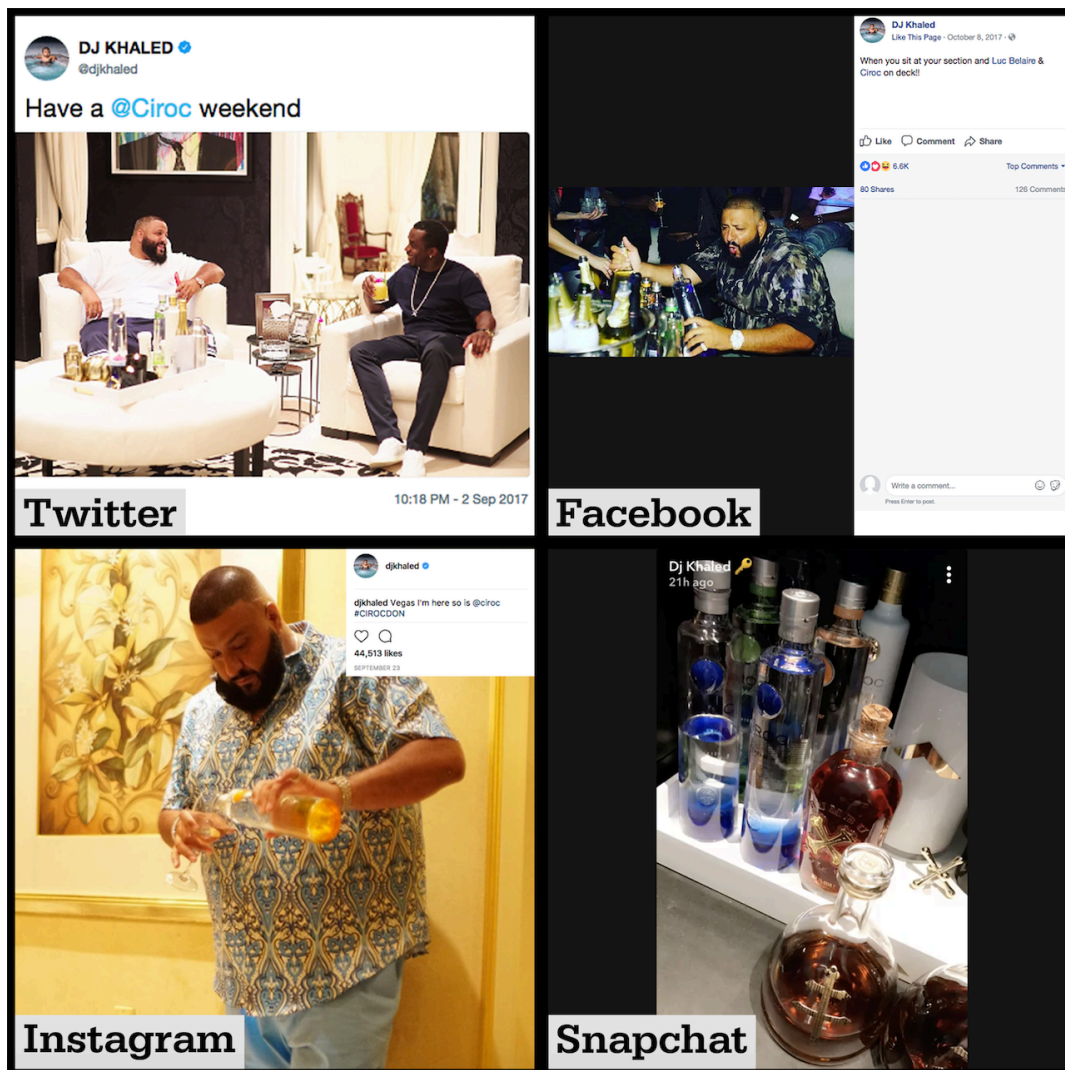 DJ KHALED
@djkhaled
Have a @Ciroc weekend
10:18 PM - 2 Sep 2017
Twitter
DJ Khaled
Like This Page · October 8, 2017 ·
When you sit at your section and Luc Belaire &
Ciroc on deck!!
Like Comment Share
6.6K Top Comments
80 Shares 126 Comments
Write a comment...
Press Enter to post.
Facebook
djkhaled
djkhaled Vegas I'm here so is @ciroc
#CIROCDON
44,513 likes
SEPTEMBER 23
Instagram
Dj Khaled
21h ago
Snapchat